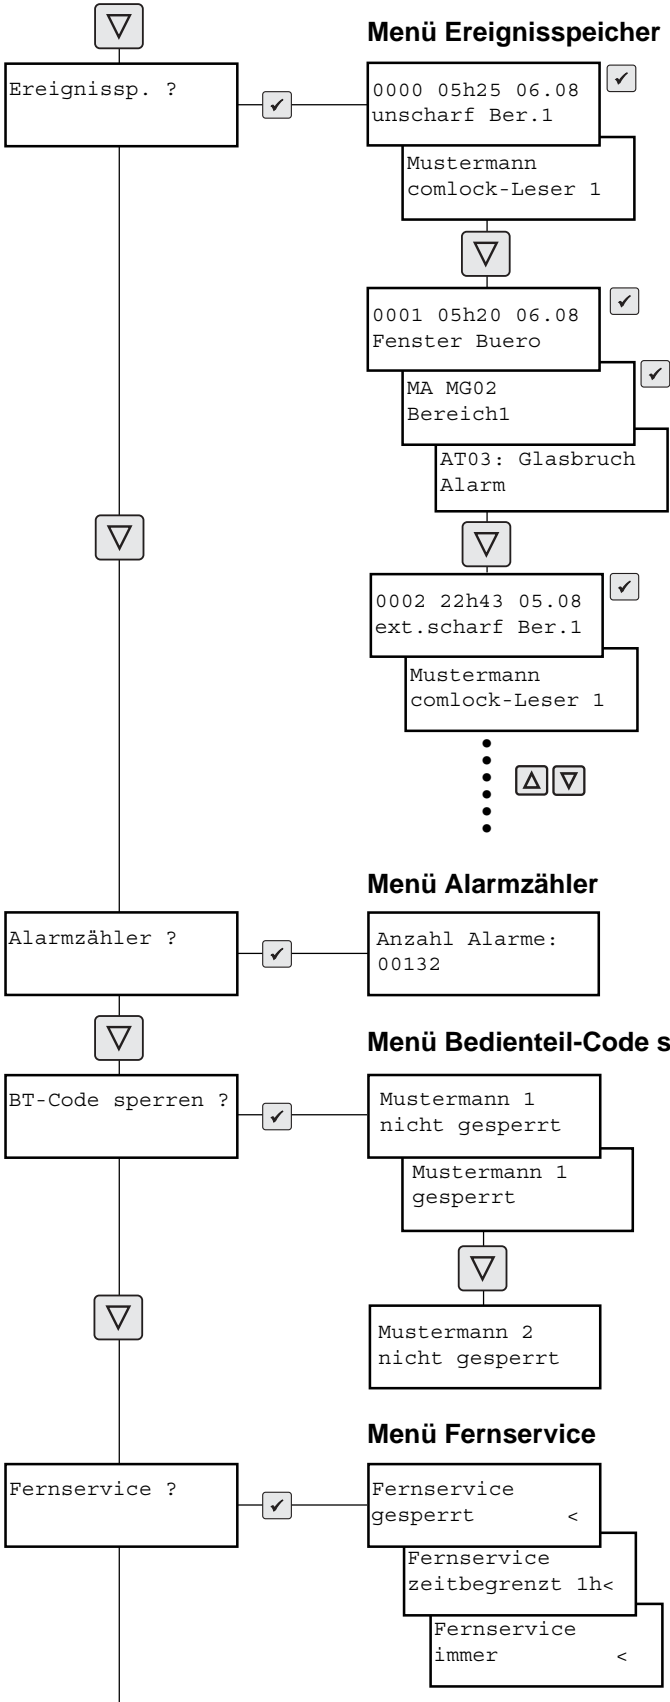 Menü Ereignisspeicher
Ereignissp. ?
0000 05h25 06.08
unscharf Ber.1
Mustermann
comlock-Leser 1
0001 05h20 06.08
Fenster Buero
MA MG02
Bereich1
AT03: Glasbruch
Alarm
0002 22h43 05.08
ext.scharf Ber.1
Mustermann
comlock-Leser 1
Menü Alarmzähler
Alarmzähler ?
Anzahl Alarme:
00132
Menü Bedienteil-Code s
BT-Code sperren ?
Mustermann 1
nicht gesperrt
Mustermann 1
gesperrt
Mustermann 2
nicht gesperrt
Menü Fernservice
Fernservice ?
Fernservice
gesperrt <
Fernservice
zeitbegrenzt 1h<
Fernservice
immer <